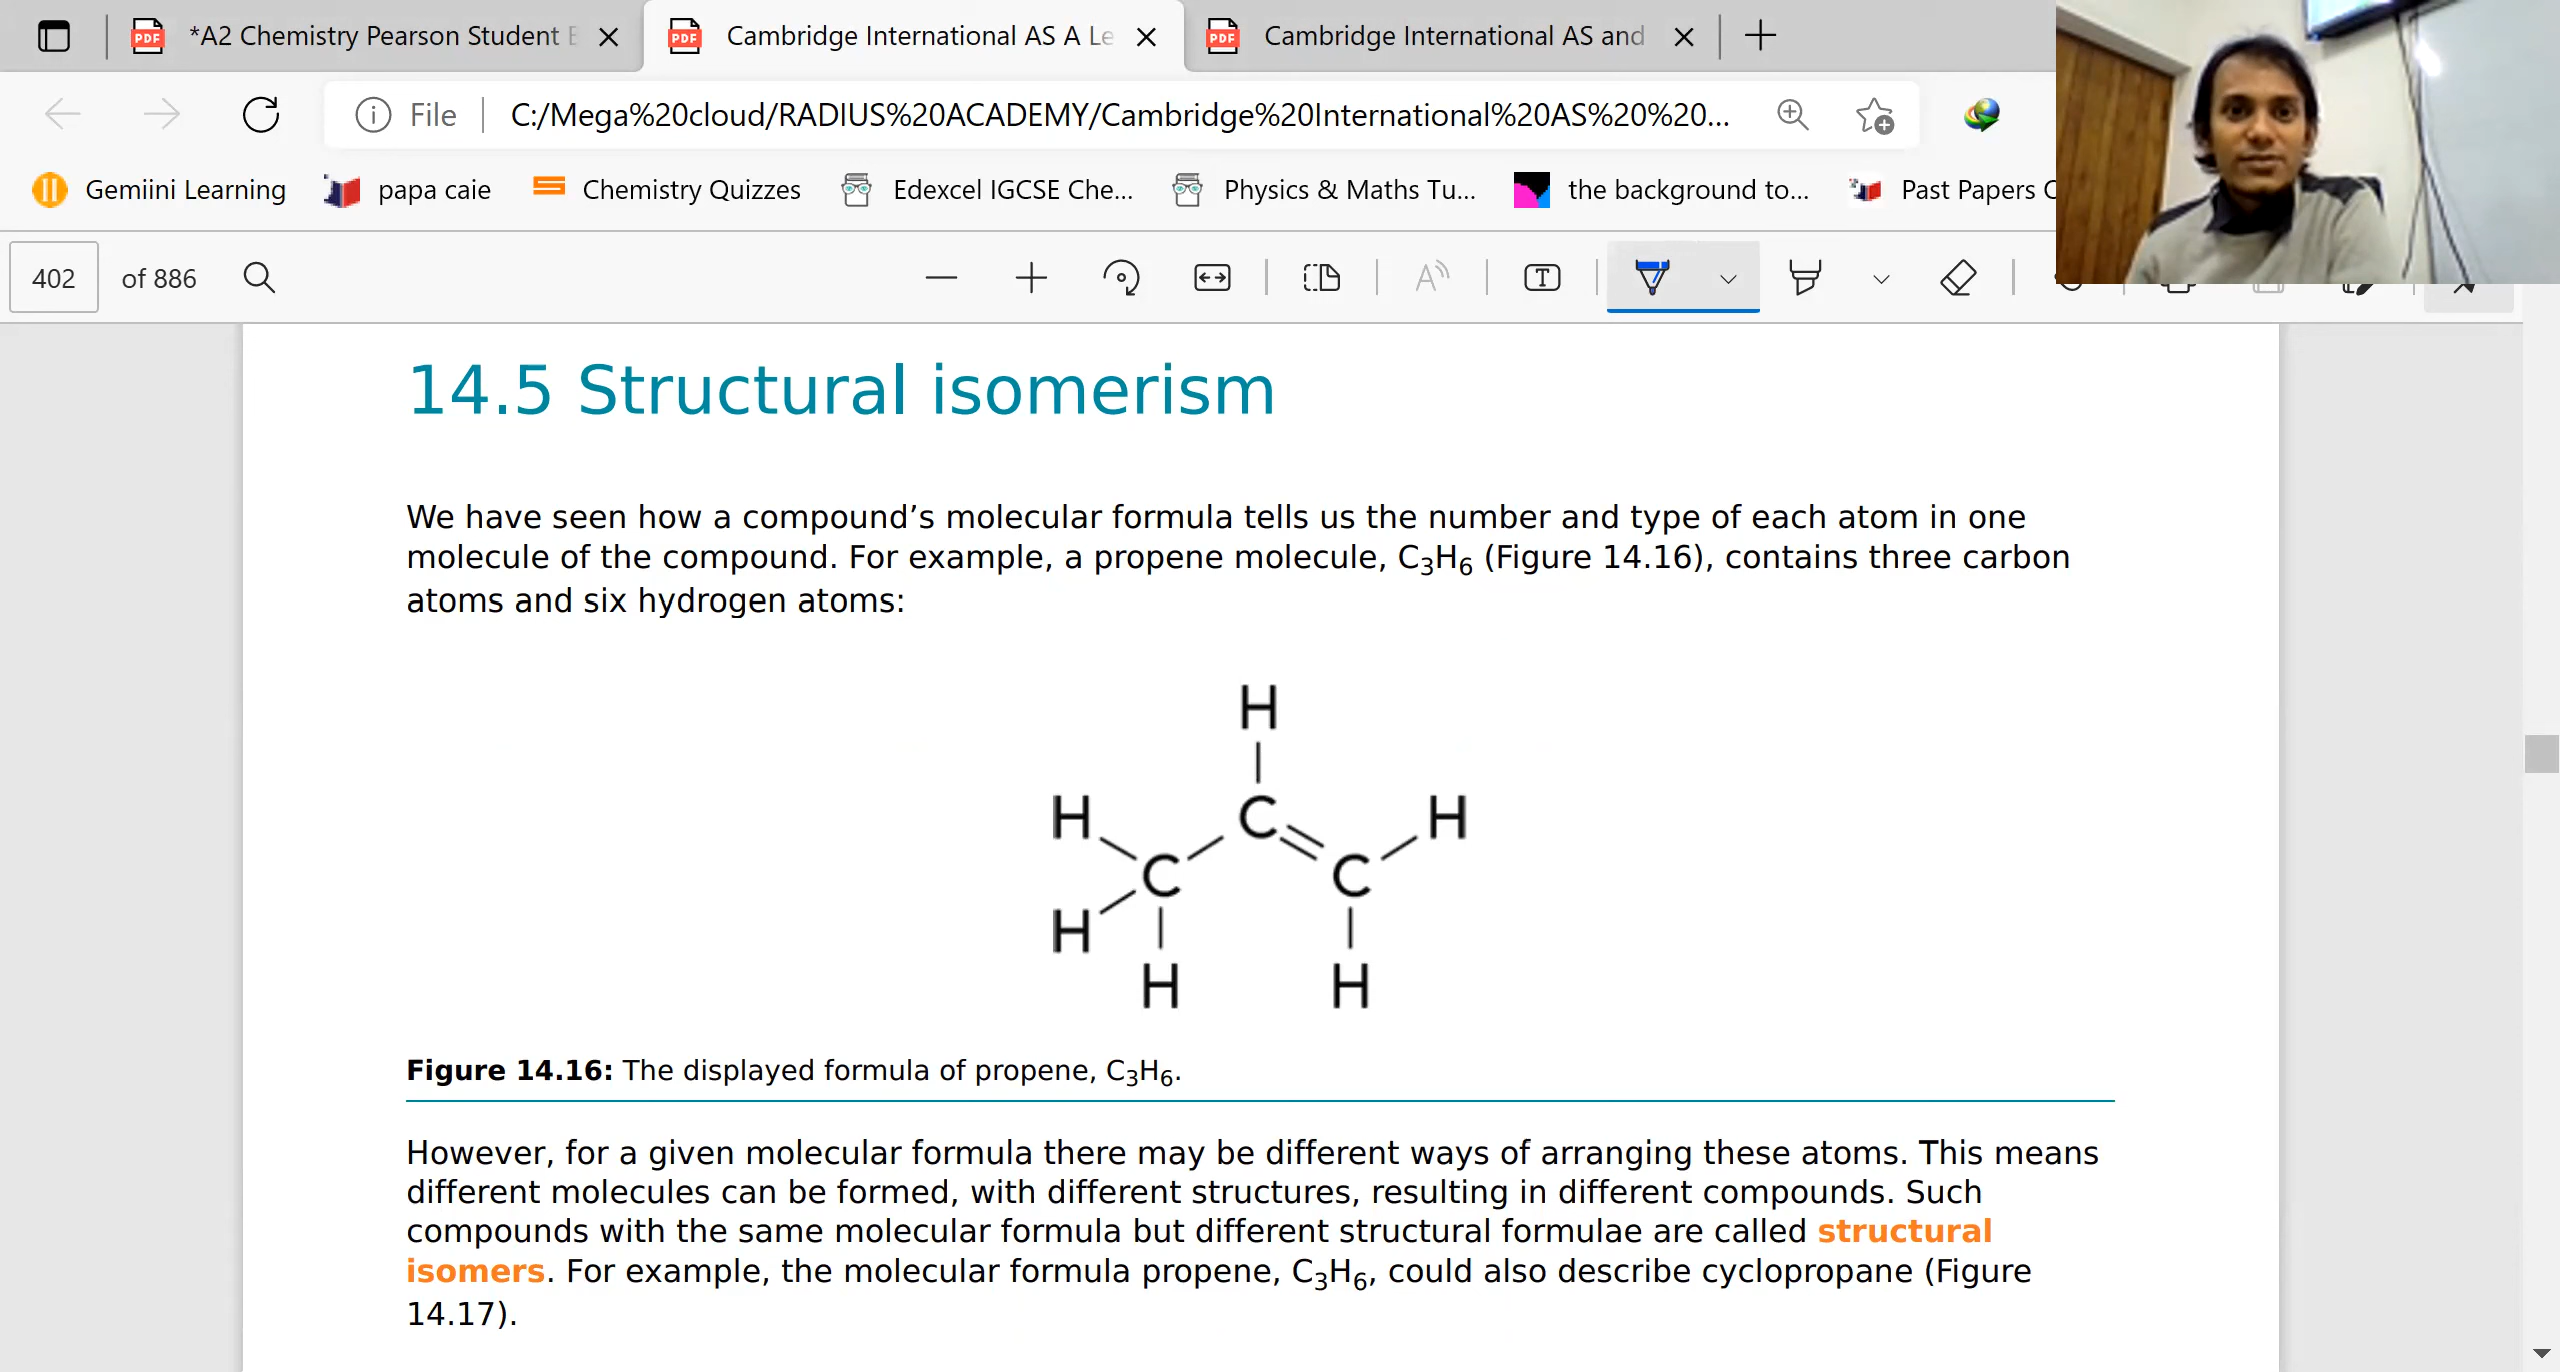 *A2 Chemistry Pearson Student E
Cambridge International AS A Le
Cambridge International AS and
File
C:/Mega%20cloud/RADIUS%20ACADEMY/Cambridge%20International%20AS%20%20...
Gemiini Learning
papa caie
Chemistry Quizzes
Edexcel IGCSE Che...
Physics & Maths Tu...
the background to...
Past Papers C
402 of 886
14.5 Structural isomerism
We have seen how a compound’s molecular formula tells us the number and type of each atom in one
molecule of the compound. For example, a propene molecule, C₃H₆ (Figure 14.16), contains three carbon
atoms and six hydrogen atoms:
H
H C H
C C
H
H H
Figure 14.16: The displayed formula of propene, C₃H₆.
However, for a given molecular formula there may be different ways of arranging these atoms. This means
different molecules can be formed, with different structures, resulting in different compounds. Such
compounds with the same molecular formula but different structural formulae are called structural
isomers. For example, the molecular formula propene, C₃H₆, could also describe cyclopropane (Figure
14.17).